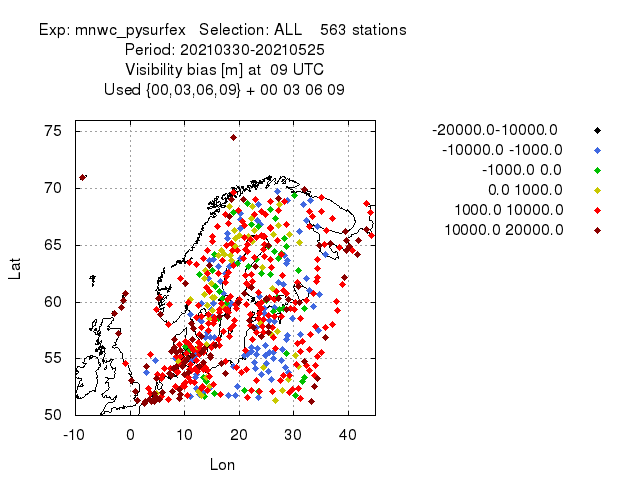 Exp: mnwc_pysurfex   Selection: ALL    563 stations
Period: 20210330-20210525
Visibility bias [m] at  09 UTC
Used {00,03,06,09} + 00 03 06 09
-20000.0-10000.0
-10000.0 -1000.0
-1000.0 0.0
0.0 1000.0
1000.0 10000.0
10000.0 20000.0
Lat
75
70
65
60
55
50
-10 0 10 20 30 40
Lon